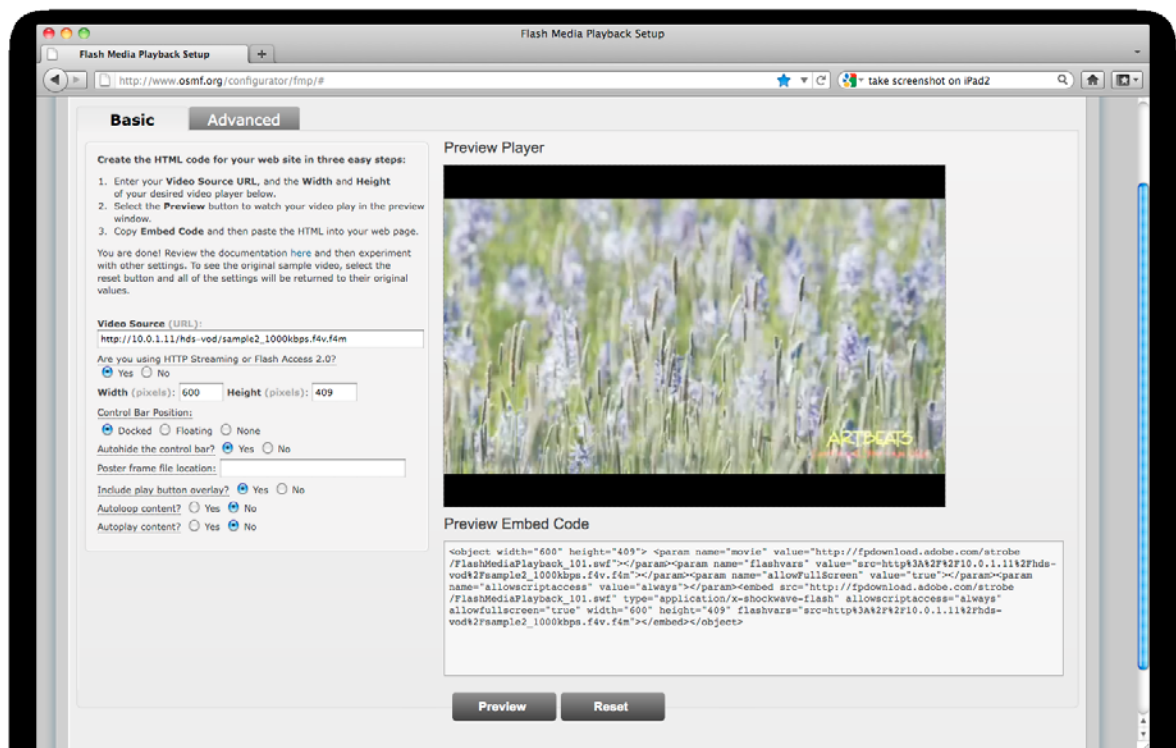 Flash Media Playback Setup
Flash Media Playback Setup
http://www.osmf.org/configurator/fmp/#
take screenshot on iPad2
Basic
Advanced
Create the HTML code for your web site in three easy steps:
1. Enter your Video Source URL, and the Width and Height
of your desired video player below.
2. Select the Preview button to watch your video play in the preview
window.
3. Copy Embed Code and then paste the HTML into your web page.
You are done! Review the documentation here and then experiment
with other settings. To see the original sample video, select the
reset button and all of the settings will be returned to their original
values.
Video Source (URL):
http://10.0.1.11/hds-vod/sample2_1000kbps.f4v.f4m
Are you using HTTP Streaming or Flash Access 2.0?
Yes No
Width (pixels): 600 Height (pixels): 409
Control Bar Position:
Docked Floating None
Autohide the control bar? Yes No
Poster frame file location:
Include play button overlay? Yes No
Autoloop content? Yes No
Autoplay content? Yes No
Preview Player
ARTBEATS
Preview Embed Code
<object width="600" height="409"> <param name="movie" value="http://fpdownload.adobe.com/strobe
/FlashMediaPlayback_101.swf"></param><param name="flashvars" value="src=http%3A%2F%2F10.0.1.11%2Fhds-
vod%2Fsample2_1000kbps.f4v.f4m"></param><param name="allowFullScreen" value="true"></param><param
name="allowscriptaccess" value="always"></param><embed src="http://fpdownload.adobe.com/strobe
/FlashMediaPlayback_101.swf" type="application/x-shockwave-flash" allowscriptaccess="always"
allowfullscreen="true" width="600" height="409" flashvars="src=http%3A%2F%2F10.0.1.11%2Fhds-
vod%2Fsample2_1000kbps.f4v.f4m"></embed></object>
Preview
Reset